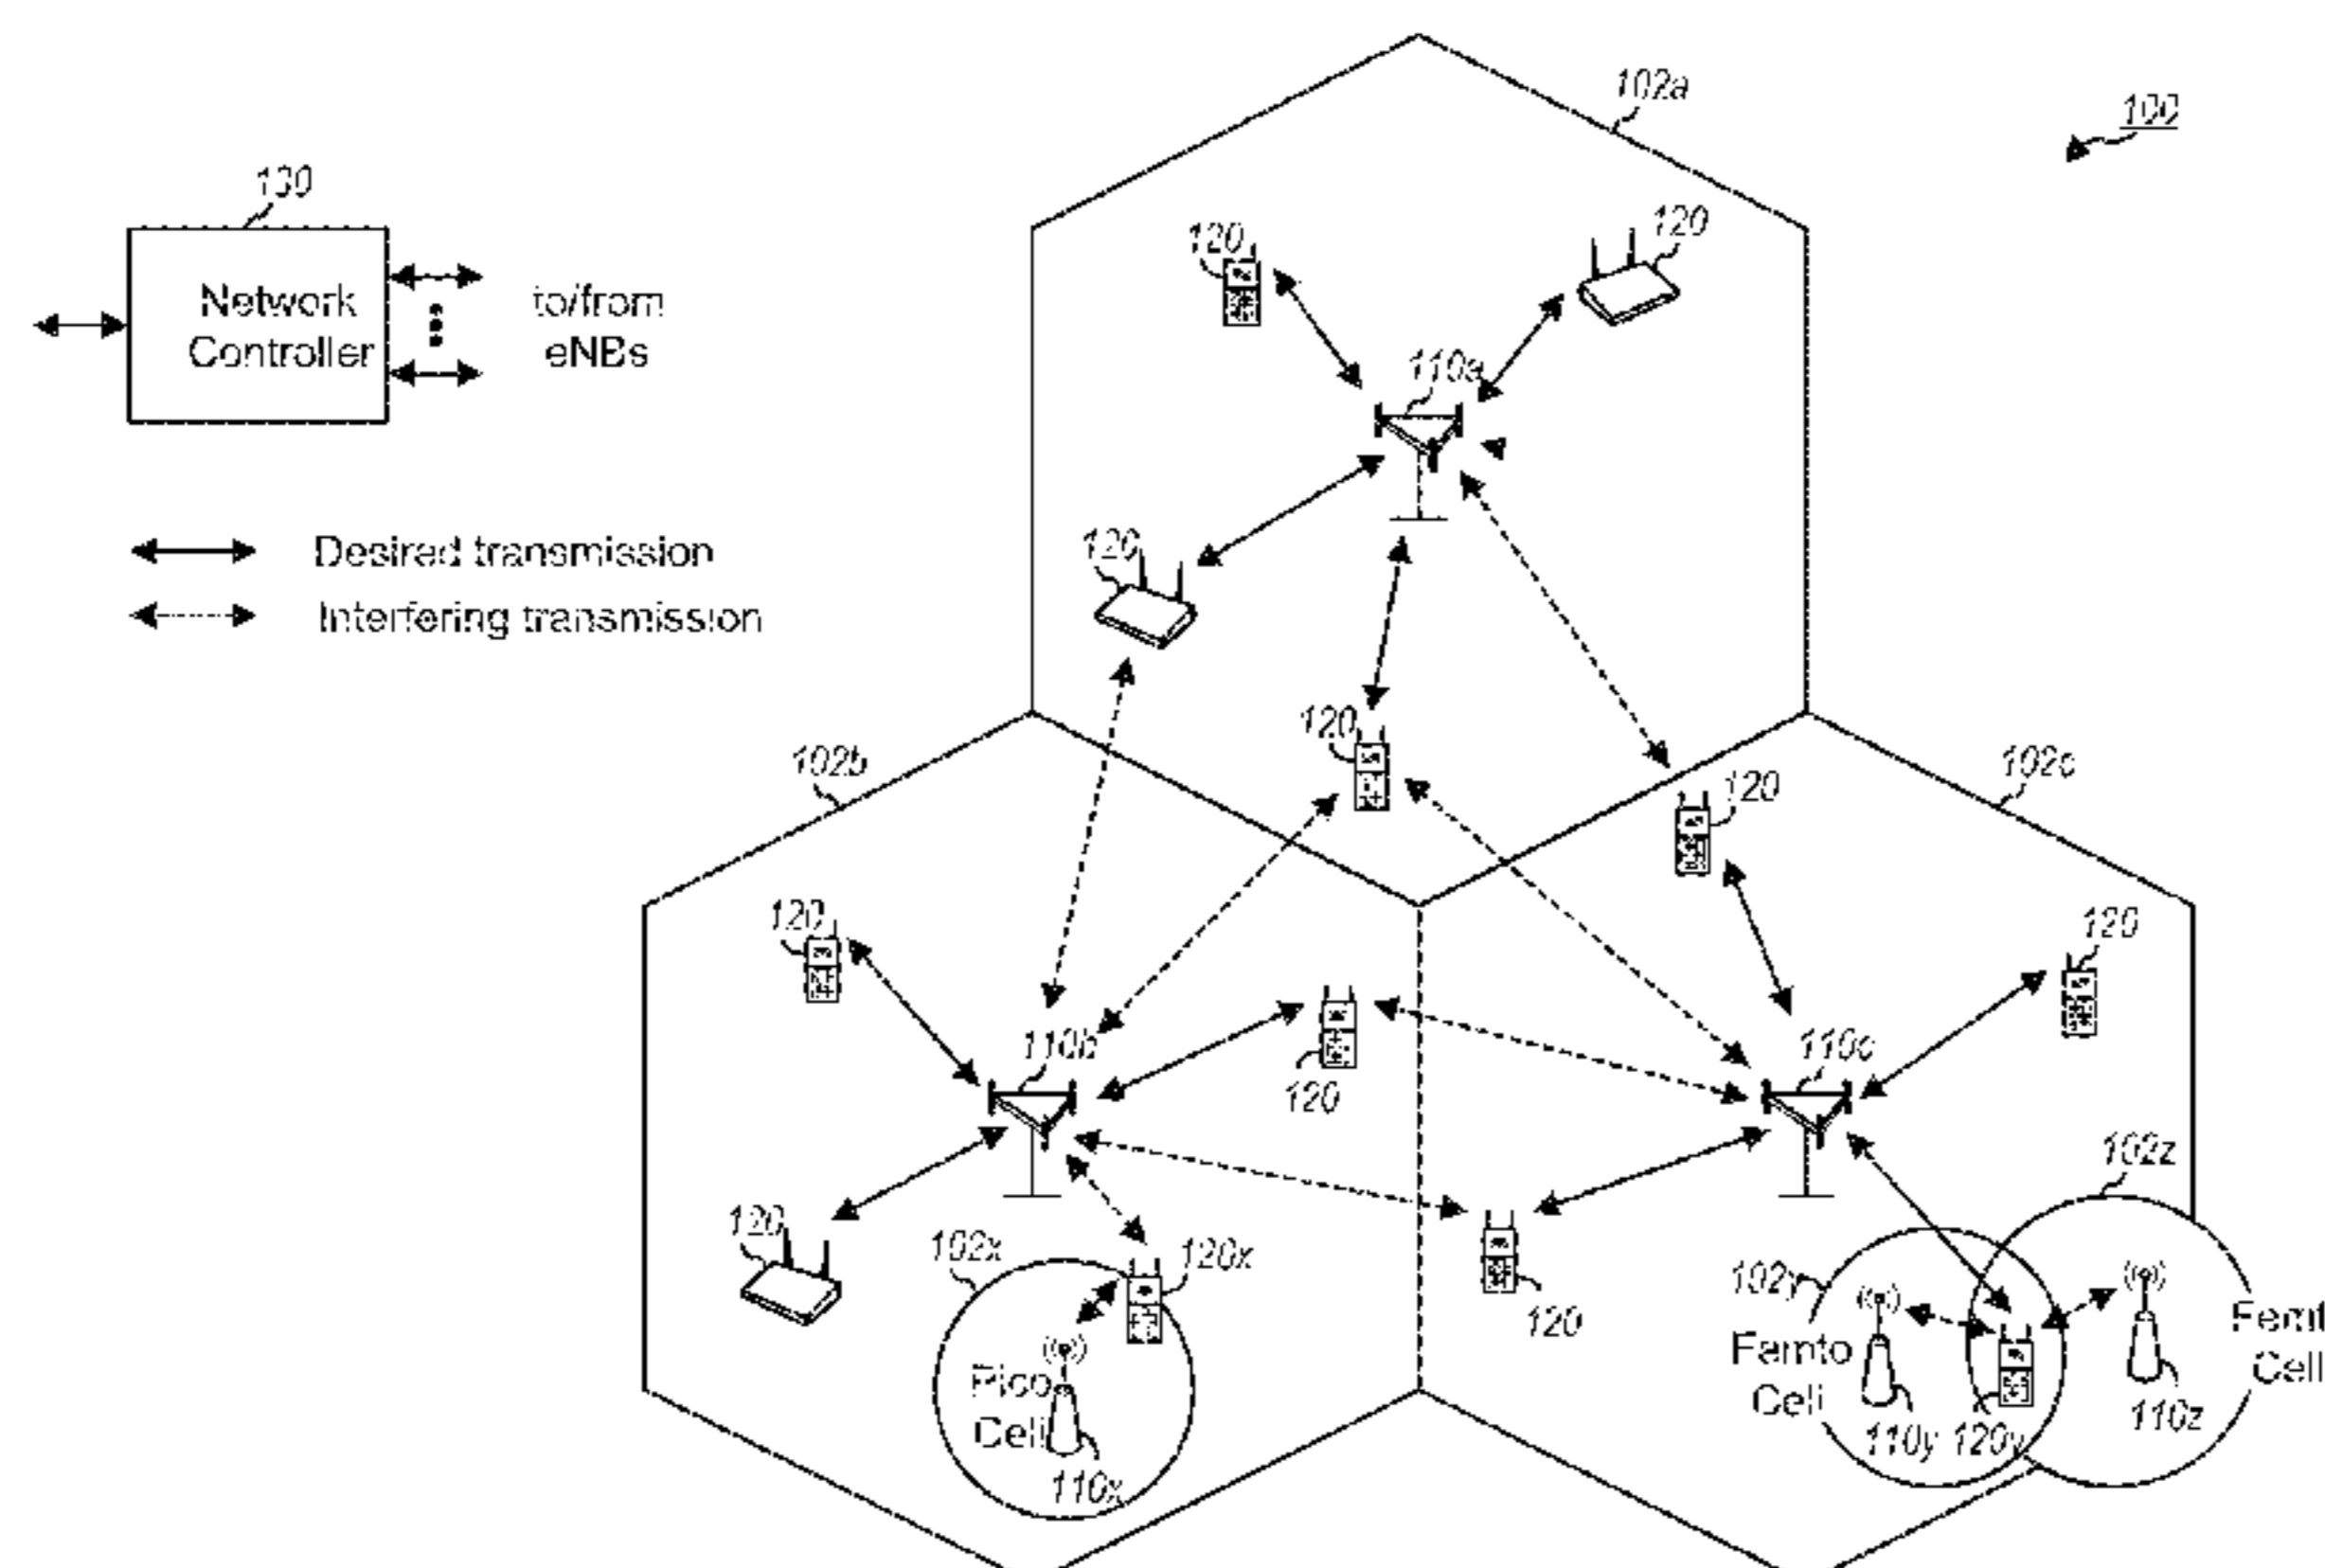 102a
100
130
120
120
Network
Controller
to/from
eNBs
110a
Desired transmission
120
Interfering transmission
120
102b
102c
120
120
120
110b
110c
120
102z
120
102x
120x
102y
120
Femto
Cell
Femt
Cell
Pico
Cell
110x
110y
120y
110z